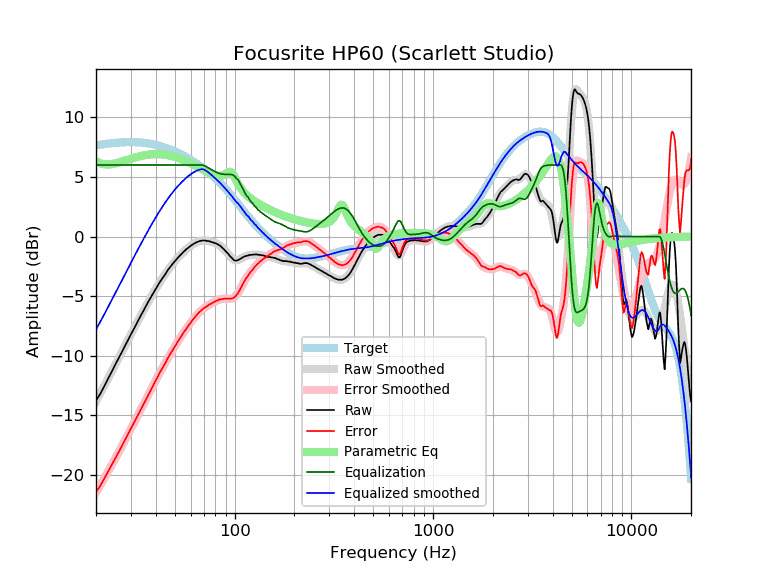 Focusrite HP60 (Scarlett Studio)
Amplitude (dBr)
10
5
0
−5
−10
−15
−20
Target
Raw Smoothed
Error Smoothed
Raw
Error
Parametric Eq
Equalization
Equalized smoothed
100 1000 10000
Frequency (Hz)